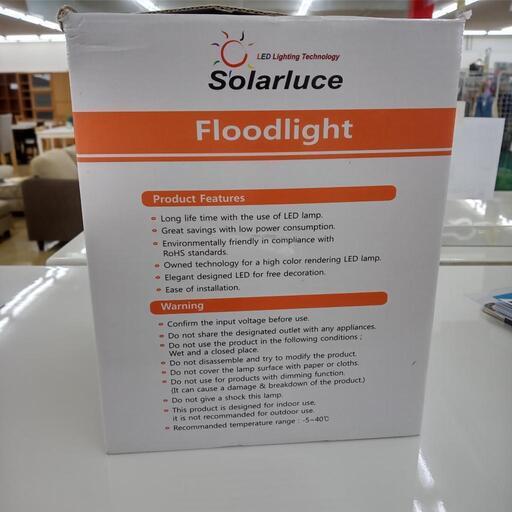 LED Lighting Technology
Solarluce
Floodlight
Product Features
Long life time with the use of LED lamp.
Great savings with low power consumption.
Environmentally friendly in compliance with
RoHS standards.
Owned technology for a high color rendering LED lamp.
Elegant designed LED for free decoration.
Ease of installation.
Warning
Confirm the input voltage before use.
Do not share the designated outlet with any appliances.
Do not use the product in the following conditions ;
Wet and a closed place.
Do not disassemble and try to modify the product.
Do not cover the lamp surface with paper or cloths.
Do not use for products with dimming function.
(It can cause a damage & breakdown of the product.)
Do not give a shock this lamp.
This product is designed for indoor use,
it is not recommanded for outdoor use.
Recommanded temperature range : -5~40℃